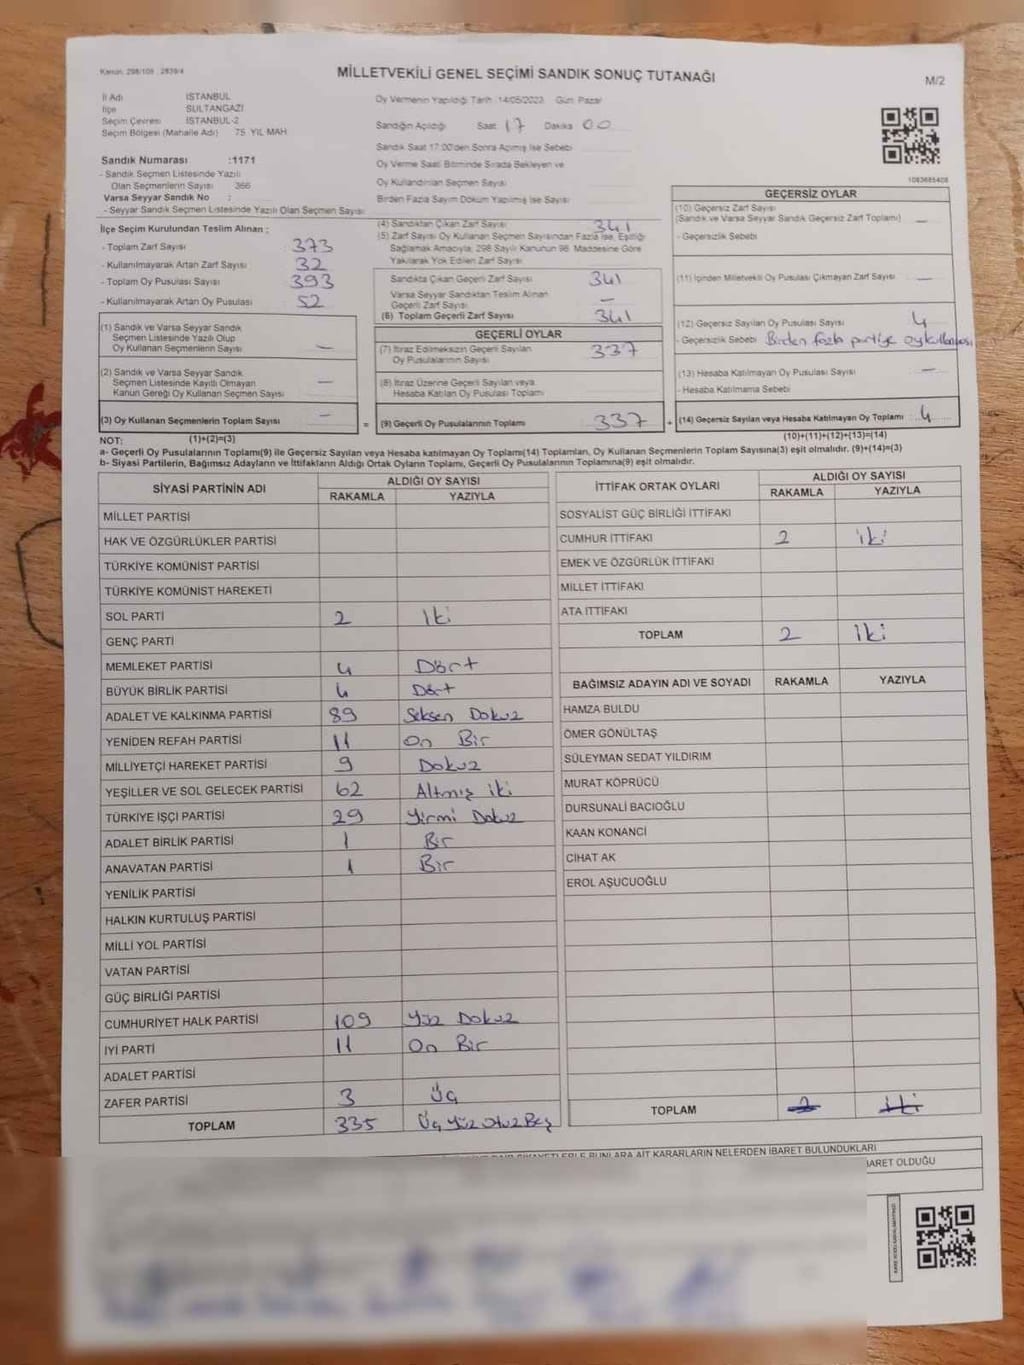 Kanun: 298/105 , 2839/4
MİLLETVEKİLİ GENEL SEÇİMİ SANDIK SONUÇ TUTANAĞI
M/2
İl Adı İSTANBUL
İlçe SULTANGAZİ
Seçim Çevresi İSTANBUL-2
Seçim Bölgesi (Mahalle Adı) 75. YIL MAH
Sandık Numarası :1171
- Sandık Seçmen Listesinde Yazılı
Olan Seçmenlerin Sayısı 366
Varsa Seyyar Sandık No :
- Seyyar Sandık Seçmen Listesinde Yazılı Olan Seçmen Sayısı
Oy Vermenin Yapıldığı Tarih :14/05/2023 Gün: Pazar
Sandığın Açıldığı Saat 17 Dakika 00
Sandık Saat 17:00'den Sonra Açılmış İse Sebebi
Oy Verme Saati Bitiminde Sırada Bekleyen ve
Oy Kullandırılan Seçmen Sayısı
Birden Fazla Sayım Döküm Yapılmış İse Sayısı
1083685408
İlçe Seçim Kurulundan Teslim Alınan :
- Toplam Zarf Sayısı 373
- Kullanılmayarak Artan Zarf Sayısı 32
- Toplam Oy Pusulası Sayısı 393
- Kullanılmayarak Artan Oy Pusulası 52
(1) Sandık ve Varsa Seyyar Sandık
Seçmen Listesinde Yazılı Olup
Oy Kullanan Seçmenlerin Sayısı —
(2) Sandık ve Varsa Seyyar Sandık
Seçmen Listesinde Kayıtlı Olmayan
Kanun Gereği Oy Kullanan Seçmen Sayısı —
(3) Oy Kullanan Seçmenlerin Toplam Sayısı —
(4) Sandıktan Çıkan Zarf Sayısı 341
(5) Zarf Sayısı Oy Kullanan Seçmen Sayısından Fazla İse, Eşitliği
Sağlamak Amacıyla, 298 Sayılı Kanunun 98. Maddesine Göre
Yakılarak Yok Edilen Zarf Sayısı
Sandıkta Çıkan Geçerli Zarf Sayısı 341
Varsa Seyyar Sandıktan Teslim Alınan
Geçerli Zarf Sayısı —
(6) Toplam Geçerli Zarf Sayısı 341
GEÇERLİ OYLAR
(7) İtiraz Edilmeksizin Geçerli Sayılan
Oy Pusulalarının Sayısı 337
(8) İtiraz Üzerine Geçerli Sayılan veya
Hesaba Katılan Oy Pusulası Toplamı
= (9) Geçerli Oy Pusulalarının Toplamı 337
GEÇERSİZ OYLAR
(10) Geçersiz Zarf Sayısı
(Sandık ve Varsa Seyyar Sandık Geçersiz Zarf Toplamı) —
- Geçersizlik Sebebi
(11) İçinden Milletvekili Oy Pusulası Çıkmayan Zarf Sayısı —
(12) Geçersiz Sayılan Oy Pusulası Sayısı 4
- Geçersizlik Sebebi Birden fazla partiye oy kullanması
(13) Hesaba Katılmayan Oy Pusulası Sayısı —
- Hesaba Katılmama Sebebi
+ (14) Geçersiz Sayılan veya Hesaba Katılmayan Oy Toplamı 4
NOT: (1)+(2)=(3)
(10)+(11)+(12)+(13)=(14)
a- Geçerli Oy Pusulalarının Toplamı(9) ile Geçersiz Sayılan veya Hesaba katılmayan Oy Toplamı(14) Toplamları, Oy Kullanan Seçmenlerin Toplam Sayısına(3) eşit olmalıdır. (9)+(14)=(3)
b- Siyasi Partilerin, Bağımsız Adayların ve İttifakların Aldığı Ortak Oyların Toplamı, Geçerli Oy Pusulalarının Toplamına(9) eşit olmalıdır.
SİYASİ PARTİNİN ADI ALDIĞI OY SAYISI
RAKAMLA YAZIYLA
MİLLET PARTİSİ
HAK VE ÖZGÜRLÜKLER PARTİSİ
TÜRKİYE KOMÜNİST PARTİSİ
TÜRKİYE KOMÜNİST HAREKETİ
SOL PARTİ 2 İki
GENÇ PARTİ
MEMLEKET PARTİSİ 4 Dört
BÜYÜK BİRLİK PARTİSİ 4 Dört
ADALET VE KALKINMA PARTİSİ 89 Seksen Dokuz
YENİDEN REFAH PARTİSİ 11 On Bir
MİLLİYETÇİ HAREKET PARTİSİ 9 Dokuz
YEŞİLLER VE SOL GELECEK PARTİSİ 62 Altmış iki
TÜRKİYE İŞÇİ PARTİSİ 29 Yirmi Dokuz
ADALET BİRLİK PARTİSİ 1 Bir
ANAVATAN PARTİSİ 1 Bir
YENİLİK PARTİSİ
HALKIN KURTULUŞ PARTİSİ
MİLLİ YOL PARTİSİ
VATAN PARTİSİ
GÜÇ BİRLİĞİ PARTİSİ
CUMHURİYET HALK PARTİSİ 109 Yüz Dokuz
İYİ PARTİ 11 On Bir
ADALET PARTİSİ
ZAFER PARTİSİ 3 Üç
TOPLAM 335 Üç Yüz Otuz Beş
İTTİFAK ORTAK OYLARI ALDIĞI OY SAYISI
RAKAMLA YAZIYLA
SOSYALİST GÜÇ BİRLİĞİ İTTİFAKI
CUMHUR İTTİFAKI 2 iki
EMEK VE ÖZGÜRLÜK İTTİFAKI
MİLLET İTTİFAKI
ATA İTTİFAKI
TOPLAM 2 İki
BAĞIMSIZ ADAYIN ADI VE SOYADI RAKAMLA YAZIYLA
HAMZA BULDU
ÖMER GÖNÜLTAŞ
SÜLEYMAN SEDAT YILDIRIM
MURAT KÖPRÜCÜ
DURSUNALİ BACIOĞLU
KAAN KONANCİ
CİHAT AK
EROL AŞUCUOĞLU
TOPLAM 2 İki
KARARLARIN NELERDEN İBARET BULUNDUKLARI
İBARET OLDUĞU